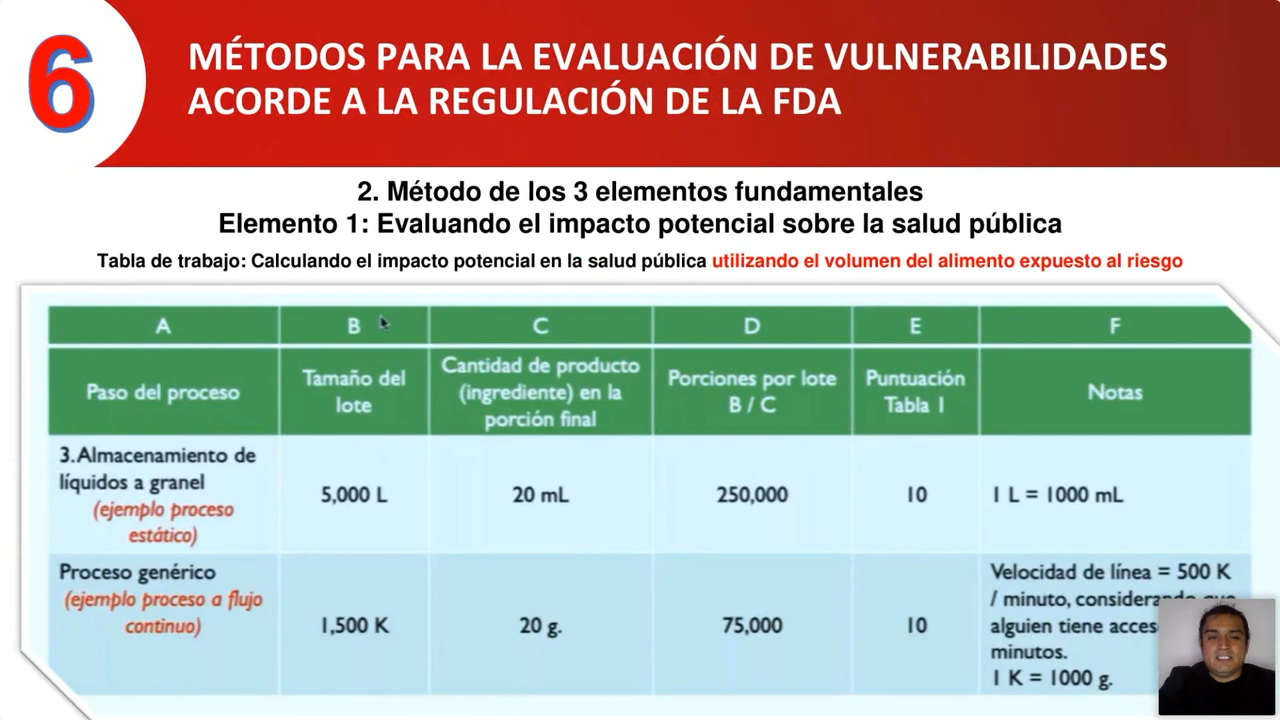 6
MÉTODOS PARA LA EVALUACIÓN DE VULNERABILIDADES
ACORDE A LA REGULACIÓN DE LA FDA
2. Método de los 3 elementos fundamentales
Elemento 1: Evaluando el impacto potencial sobre la salud pública
Tabla de trabajo: Calculando el impacto potencial en la salud pública utilizando el volumen del alimento expuesto al riesgo
A B C D E F
Paso del proceso
Tamaño del
lote
Cantidad de producto
(ingrediente) en la
porción final
Porciones por lote
B / C
Puntuación
Tabla 1
Notas
3. Almacenamiento de
líquidos a granel
(ejemplo proceso
estático)
5,000 L
20 mL
250,000
10
1 L = 1000 mL
Proceso genérico
(ejemplo proceso a flujo
continuo)
1,500 K
20 g.
75,000
10
Velocidad de línea = 500 K
/ minuto,
alguien tiene
minutos.
1 K = 1000 g.